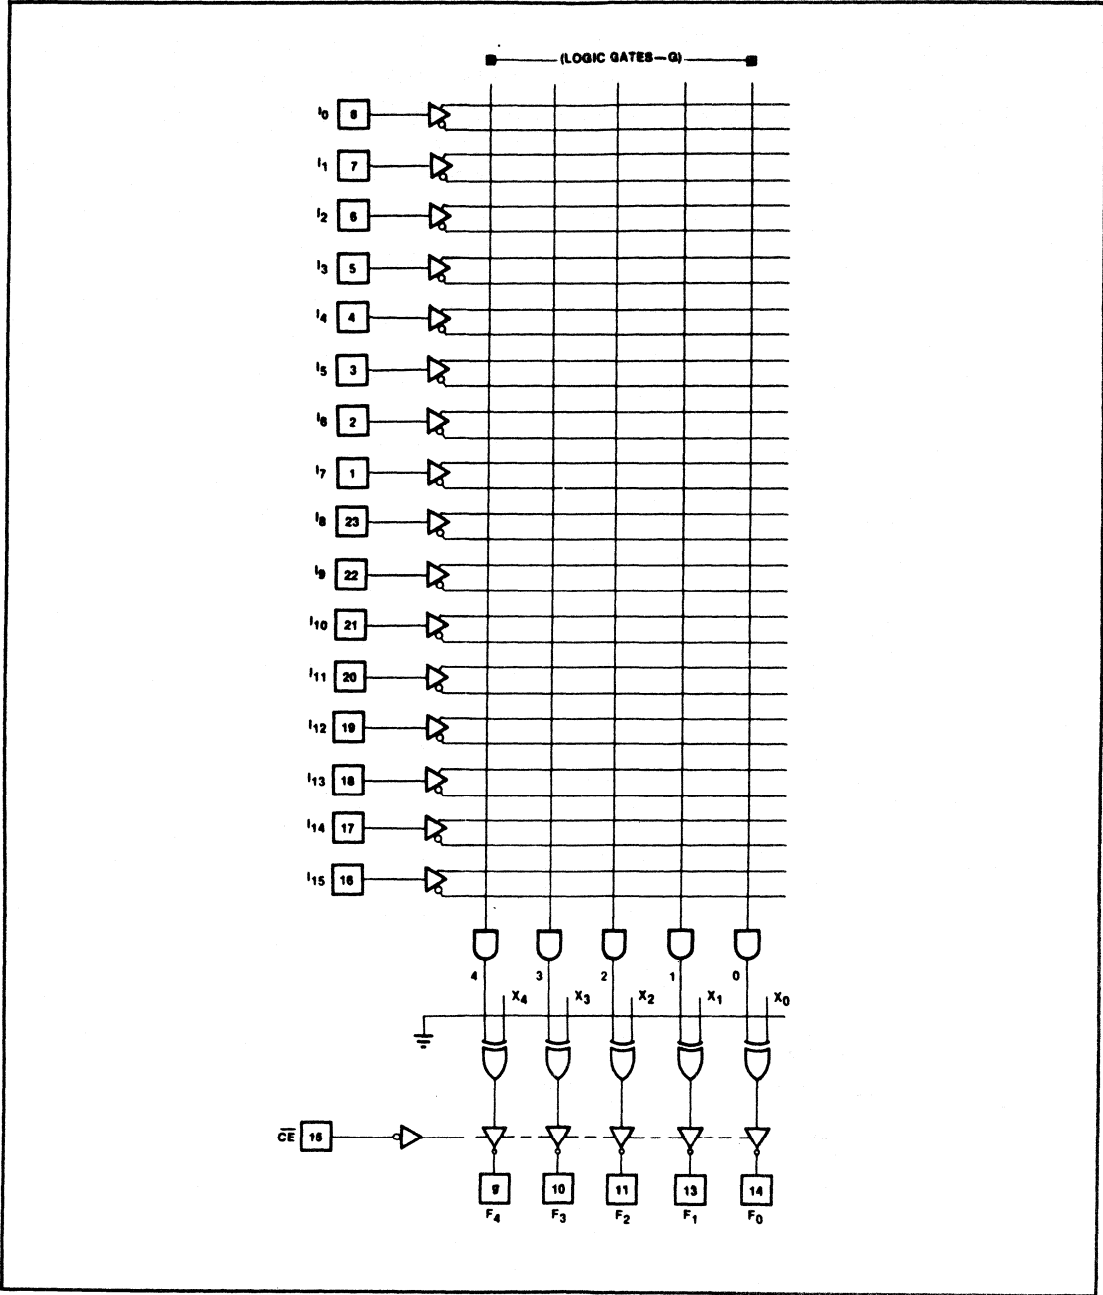 (LOGIC GATES—G)
I0 8
I1 7
I2 6
I3 5
I4 4
I5 3
I6 2
I7 1
I8 23
I9 22
I10 21
I11 20
I12 19
I13 18
I14 17
I15 16
4 3 2 1 0
X4 X3 X2 X1 X0
CE 15
9 10 11 13 14
F4 F3 F2 F1 F0